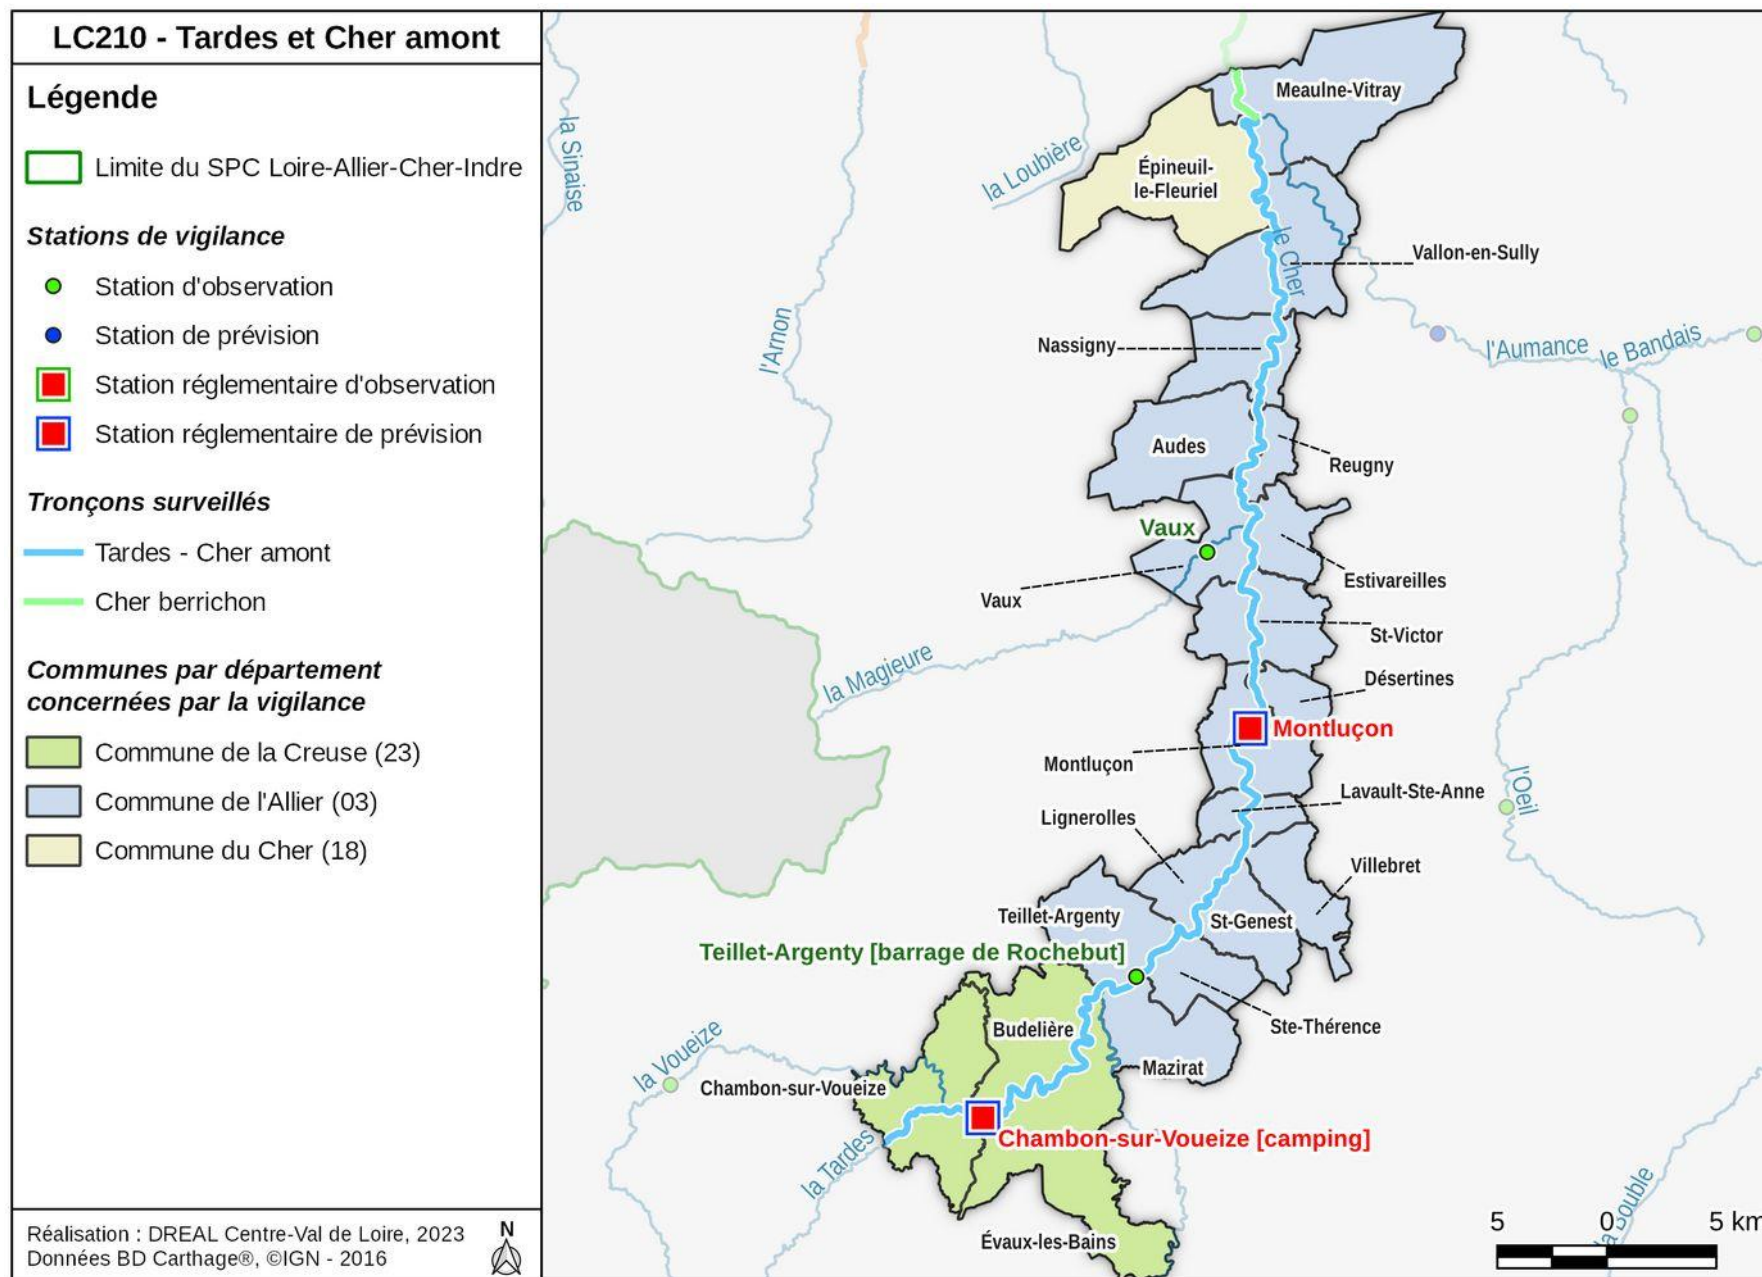 LC210 - Tardes et Cher amont
Légende
Limite du SPC Loire-Allier-Cher-Indre
Stations de vigilance
Station d'observation
Station de prévision
Station réglementaire d'observation
Station réglementaire de prévision
Tronçons surveillés
Tardes - Cher amont
Cher berrichon
Communes par département
concernées par la vigilance
Commune de la Creuse (23)
Commune de l'Allier (03)
Commune du Cher (18)
Réalisation : DREAL Centre-Val de Loire, 2023
Données BD Carthage®, ©IGN - 2016
N
la Sinaise
la Loubière
Meaulne-Vitray
Épineuil-
le-Fleuriel
le Cher
Vallon-en-Sully
l'Arnon
Nassigny
l'Aumance
le Bandais
Audes
Reugny
Vaux
Estivareilles
Vaux
St-Victor
la Magieure
Désertines
Montluçon
Montluçon
Lavault-Ste-Anne
l'Oeil
Lignerolles
Villebret
Teillet-Argenty
St-Genest
Teillet-Argenty [barrage de Rochebut]
Ste-Thérence
Budelière
Mazirat
la Voueize
Chambon-sur-Voueize
Chambon-sur-Voueize [camping]
la Tardes
Évaux-les-Bains
la Bouble
5 0 5 km